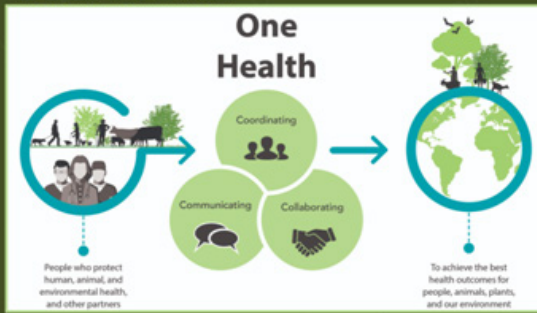 One
Health
Coordinating
Communicating
Collaborating
People who protect
human, animal, and
environmental health,
and other partners
To achieve the best
health outcomes for
people, animals, plants,
and our environment